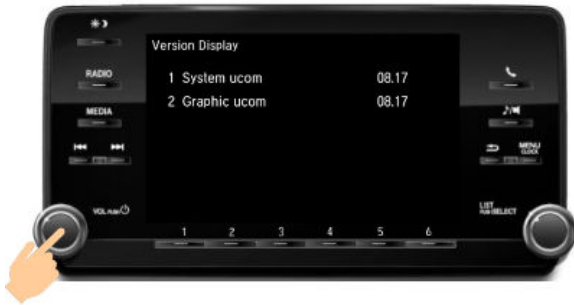 Version Display
1 System ucom 08.17
2 Graphic ucom 08.17
RADIO
MEDIA
VOL PUSH
MENU
CLOCK
LIST
PUSH SELECT
1 2 3 4 5 6